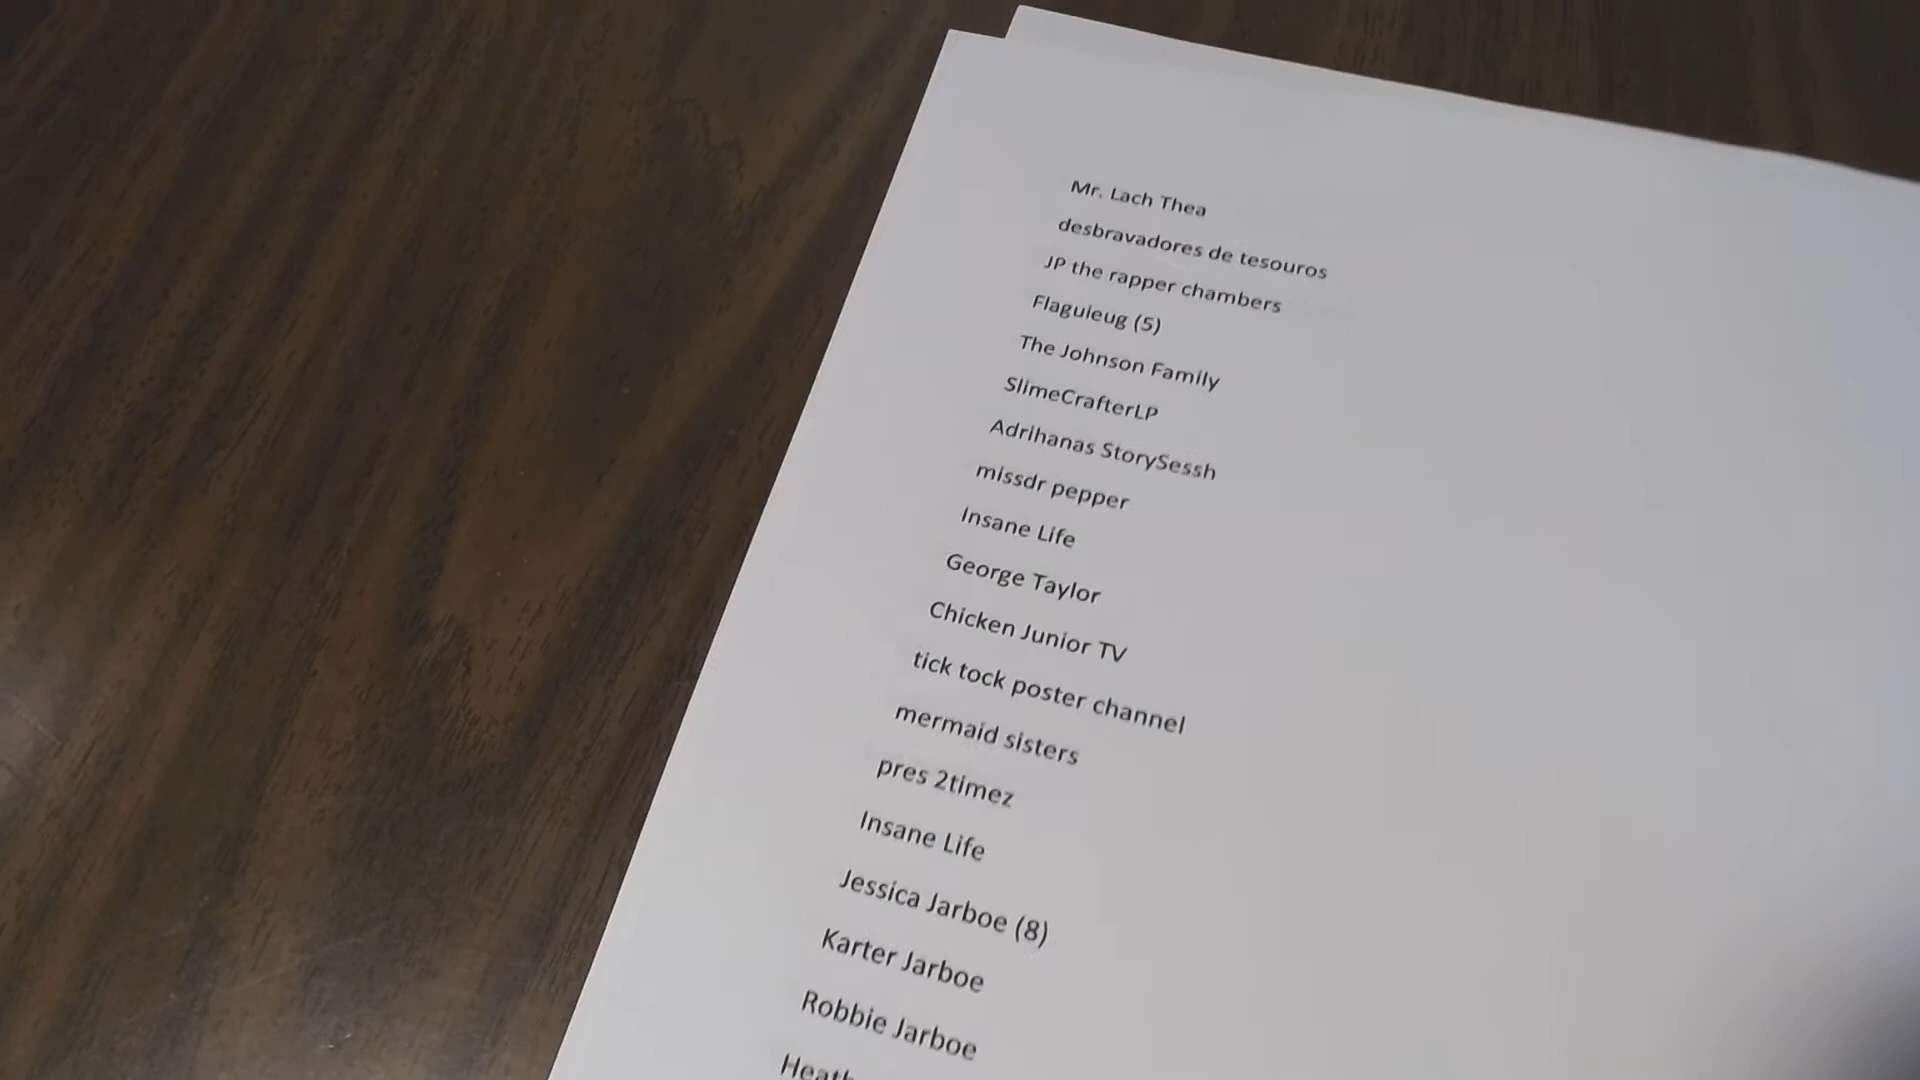 Mr. Lach Thea
desbravadores de tesouros
JP the rapper chambers
Flaguieug (5)
The Johnson Family
SlimeCrafterLP
Adrihanas StorySessh
missdr pepper
Insane Life
George Taylor
Chicken Junior TV
tick tock poster channel
mermaid sisters
pres 2timez
Insane Life
Jessica Jarboe (8)
Karter Jarboe
Robbie Jarboe